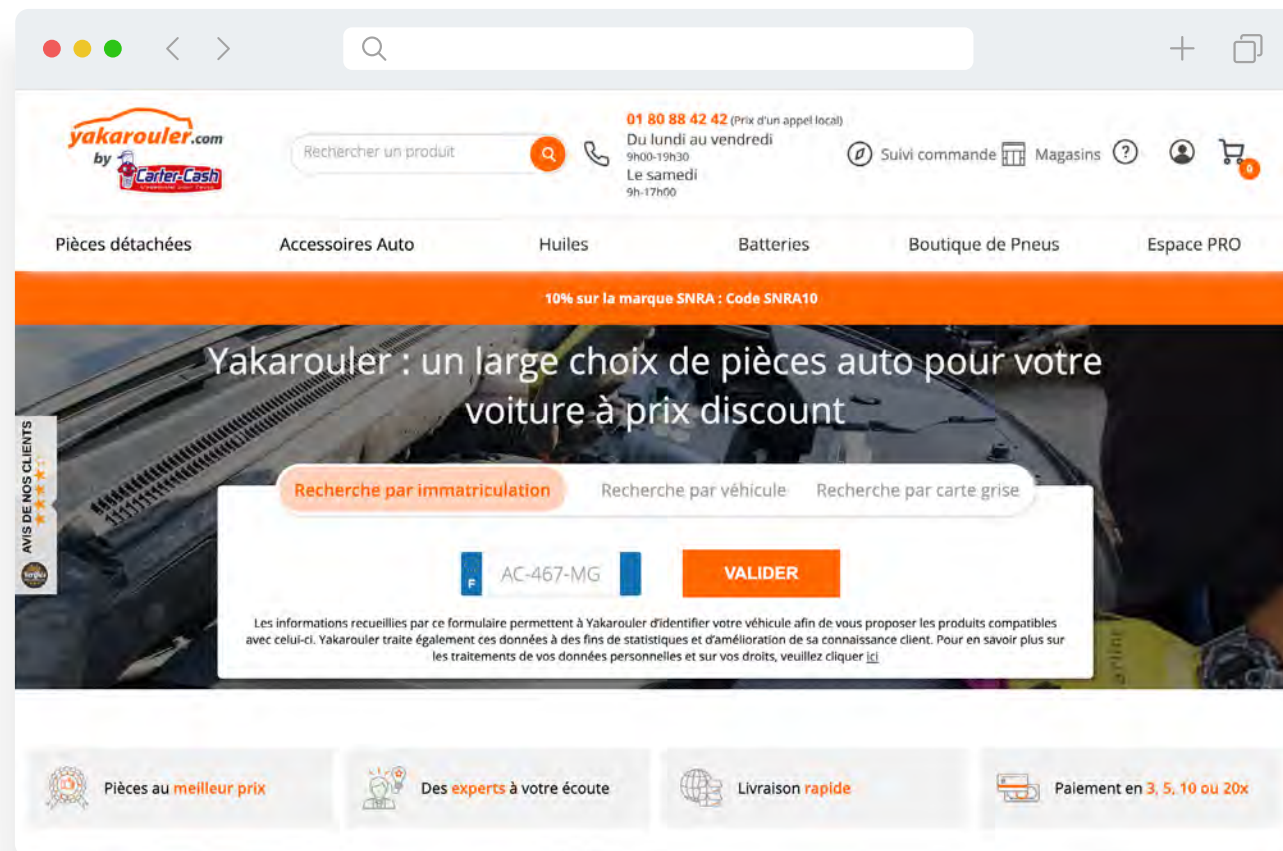 yakarouler.com
by
Carter-Cash
Rechercher un produit
01 80 88 42 42 (Prix d'un appel local)
Du lundi au vendredi
9h00-19h30
Le samedi
9h-17h00
Suivi commande
Magasins
?
0
Pièces détachées
Accessoires Auto
Huiles
Batteries
Boutique de Pneus
Espace PRO
10% sur la marque SNRA : Code SNRA10
Yakarouler : un large choix de pièces auto pour votre
voiture à prix discount
AVIS DE NOS CLIENTS
Recherche par immatriculation
Recherche par véhicule
Recherche par carte grise
F
AC-467-MG
VALIDER
Les informations recueillies par ce formulaire permettent à Yakarouler d'identifier votre véhicule afin de vous proposer les produits compatibles
avec celui-ci. Yakarouler traite également ces données à des fins de statistiques et d'amélioration de sa connaissance client. Pour en savoir plus sur
les traitements de vos données personnelles et sur vos droits, veuillez cliquer ici
Pièces au meilleur prix
Des experts à votre écoute
Livraison rapide
Paiement en 3, 5, 10 ou 20x